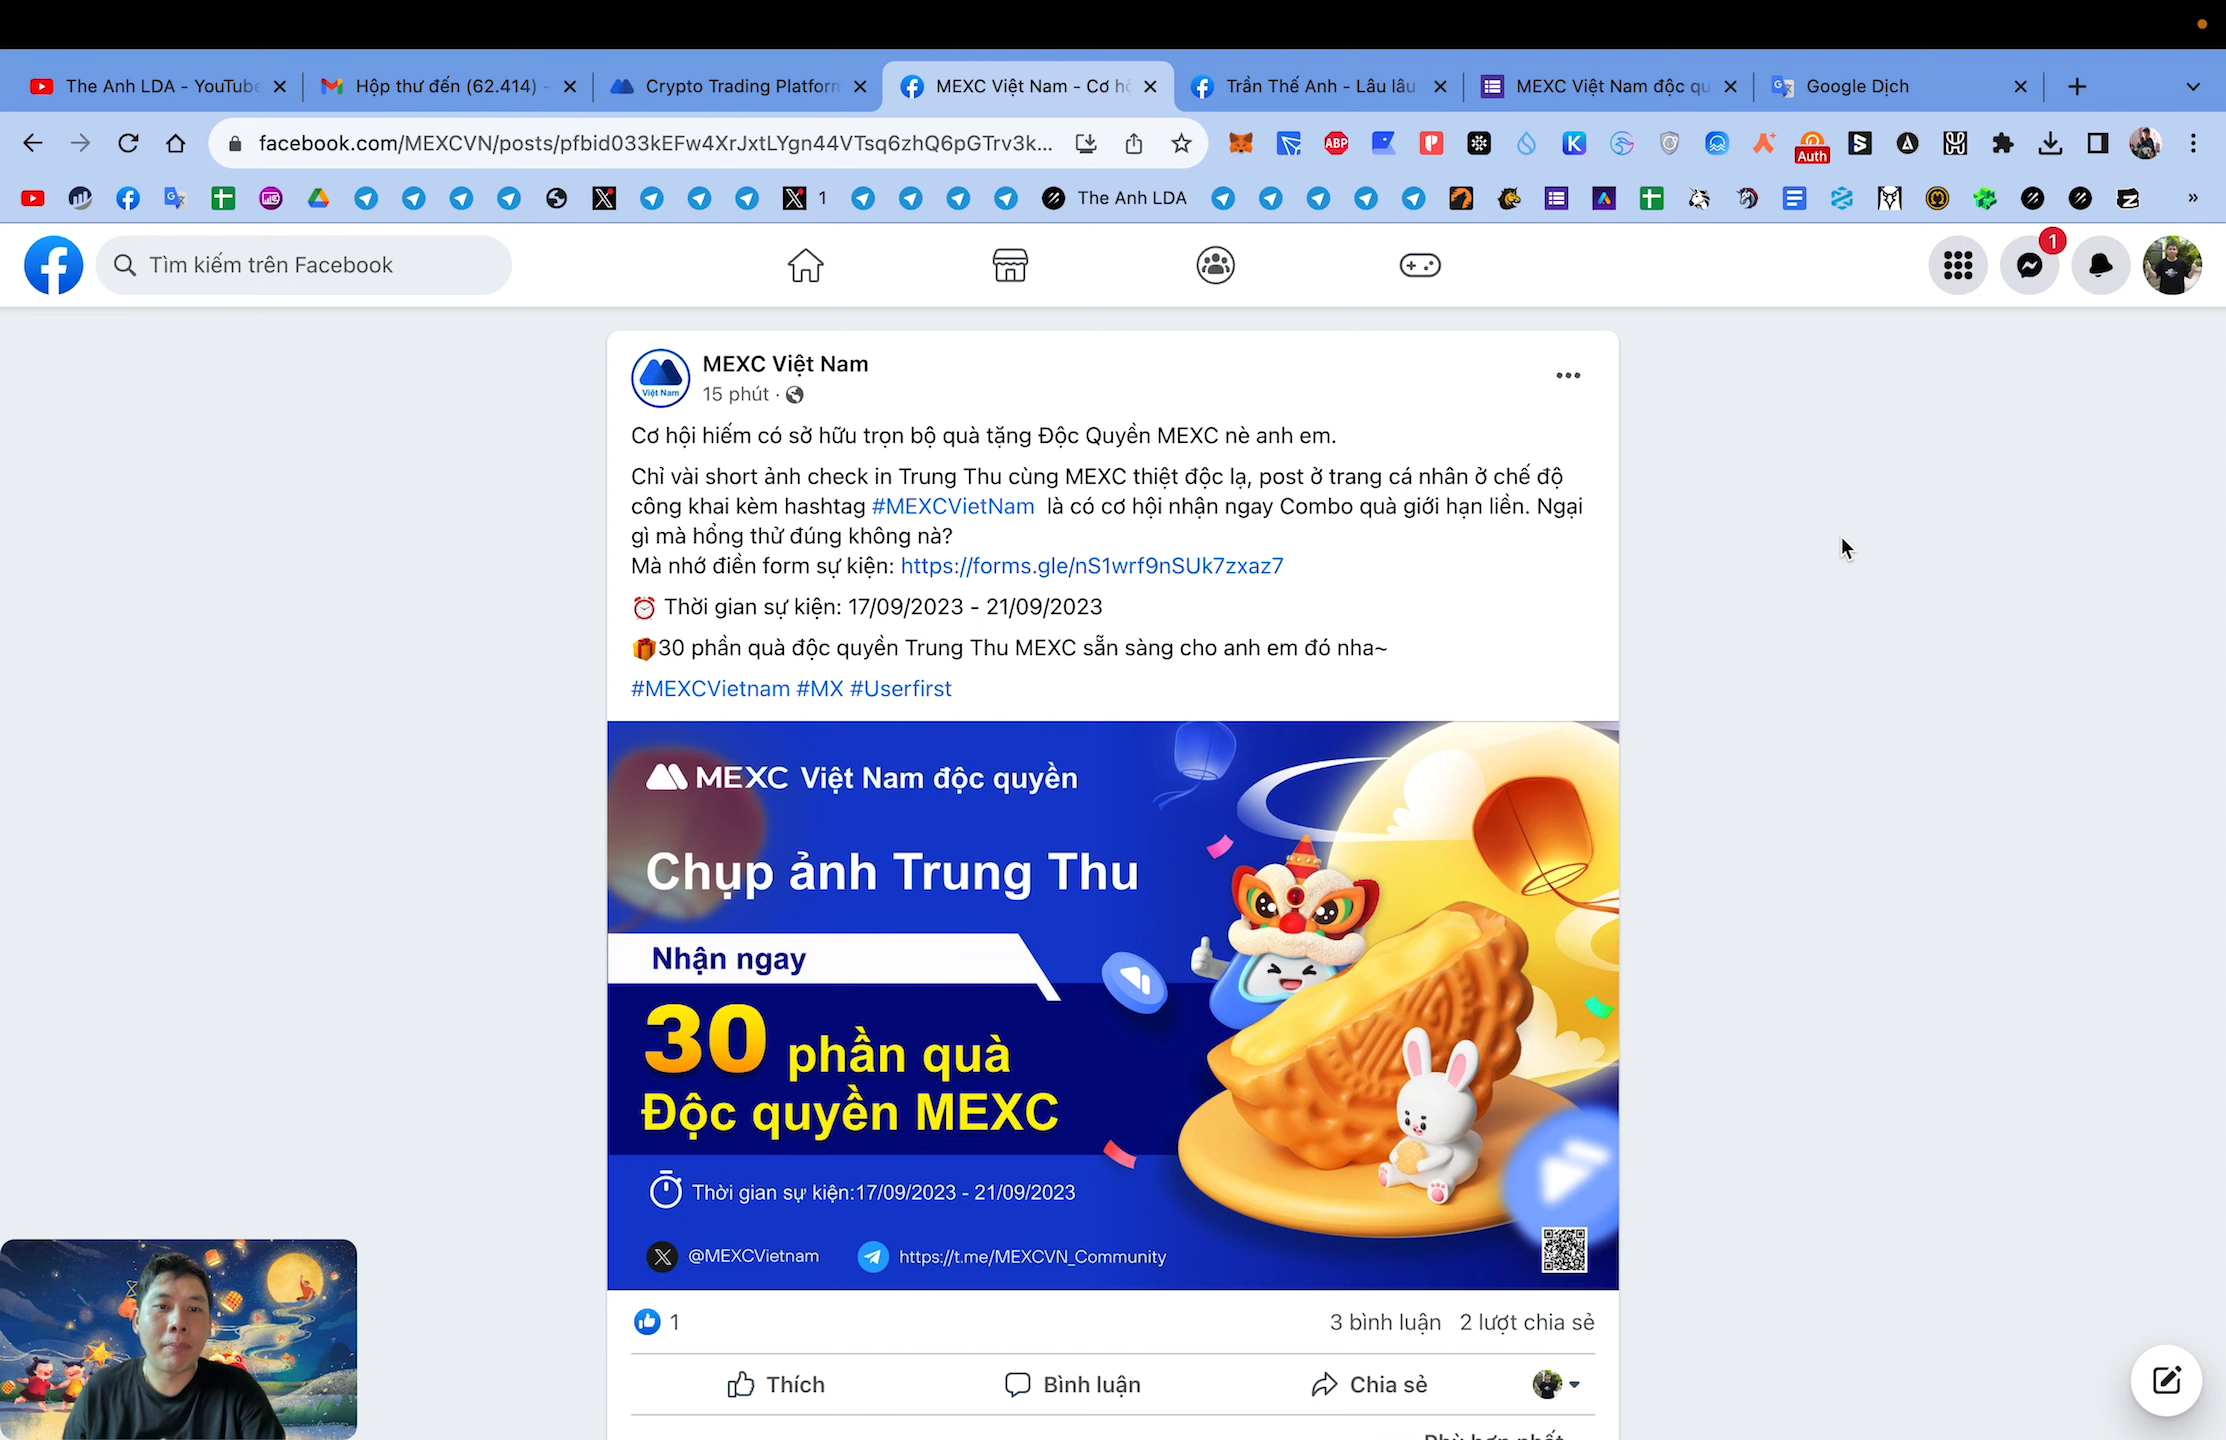 The Anh LDA - YouTube
Hộp thư đến (62.414) -
Crypto Trading Platform
MEXC Việt Nam - Cơ hộ
Trần Thế Anh - Lâu lâu
MEXC Việt Nam độc qu
Google Dịch
facebook.com/MEXCVN/posts/pfbid033kEFw4XrJxtLYgn44VTsq6zhQ6pGTrv3k...
ABP
Auth
1
The Anh LDA
Tìm kiếm trên Facebook
1
Việt Nam
MEXC Việt Nam
15 phút ·
Cơ hội hiếm có sở hữu trọn bộ quà tặng Độc Quyền MEXC nè anh em.
Chỉ vài short ảnh check in Trung Thu cùng MEXC thiệt độc lạ, post ở trang cá nhân ở chế độ
công khai kèm hashtag #MEXCVietNam là có cơ hội nhận ngay Combo quà giới hạn liền. Ngại
gì mà hổng thử đúng không nà?
Mà nhớ điền form sự kiện: https://forms.gle/nS1wrf9nSUk7zxaz7
⏰ Thời gian sự kiện: 17/09/2023 - 21/09/2023
🎁30 phần quà độc quyền Trung Thu MEXC sẵn sàng cho anh em đó nha~
#MEXCVietnam #MX #Userfirst
MEXC Việt Nam độc quyền
Chụp ảnh Trung Thu
Nhận ngay
30 phần quà
Độc quyền MEXC
Thời gian sự kiện:17/09/2023 - 21/09/2023
@MEXCVietnam
https://t.me/MEXCVN_Community
1
3 bình luận
2 lượt chia sẻ
Thích
Bình luận
Chia sẻ
Phù hợp nhất